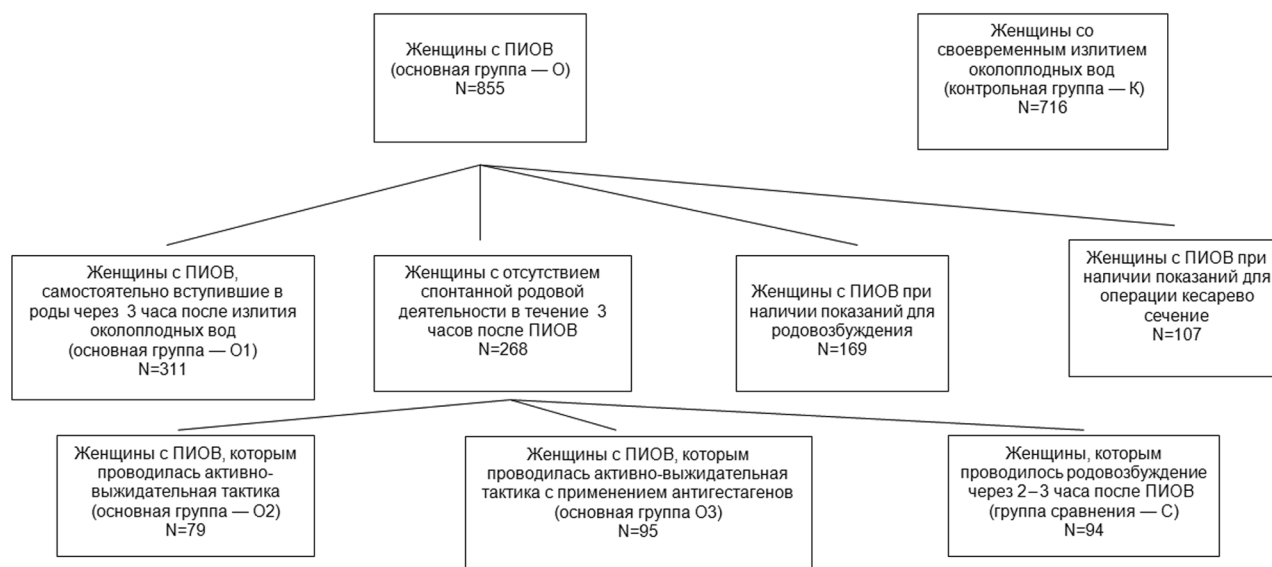 Женщины с ПИОВ
(основная группа — О)
N=855
Женщины со
своевременным излитием
околоплодных вод
(контрольная группа — К)
N=716
Женщины с ПИОВ,
самостоятельно вступившие в
роды через  3 часа после излития
околоплодных вод
(основная группа — О1)
N=311
Женщины с отсутствием
спонтанной родовой
деятельности в течение  3
часов после ПИОВ
N=268
Женщины с ПИОВ при
наличии показаний для
родовозбуждения
N=169
Женщины с ПИОВ при
наличии показаний для
операции кесарево
сечение
N=107
Женщины с ПИОВ, которым
проводилась активно-
выжидательная тактика
(основная группа — О2)
N=79
Женщины с ПИОВ, которым
проводилась активно-выжидательная
тактика с применением антигестагенов
(основная группа О3)
N=95
Женщины, которым
проводилось родовозбуждение
через 2–3 часа после ПИОВ
(группа сравнения — С)
N=94